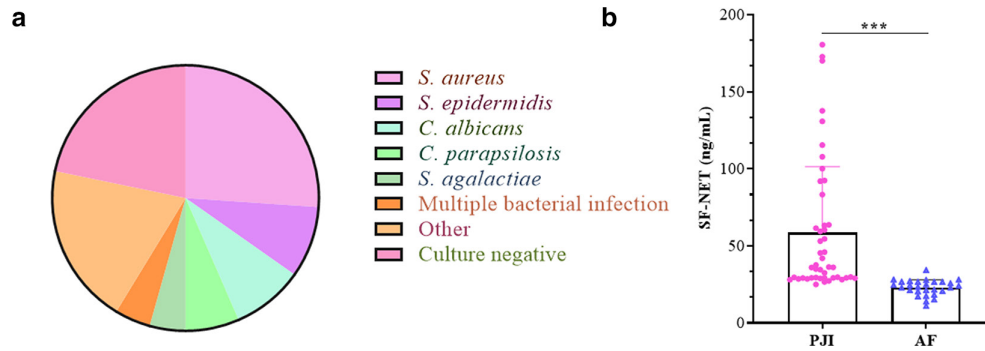 a
S. aureus
S. epidermidis
C. albicans
C. parapsilosis
S. agalactiae
Multiple bacterial infection
Other
Culture negative
b
SF-NET (ng/mL)
200
150
100
50
0
***
PJI
AF